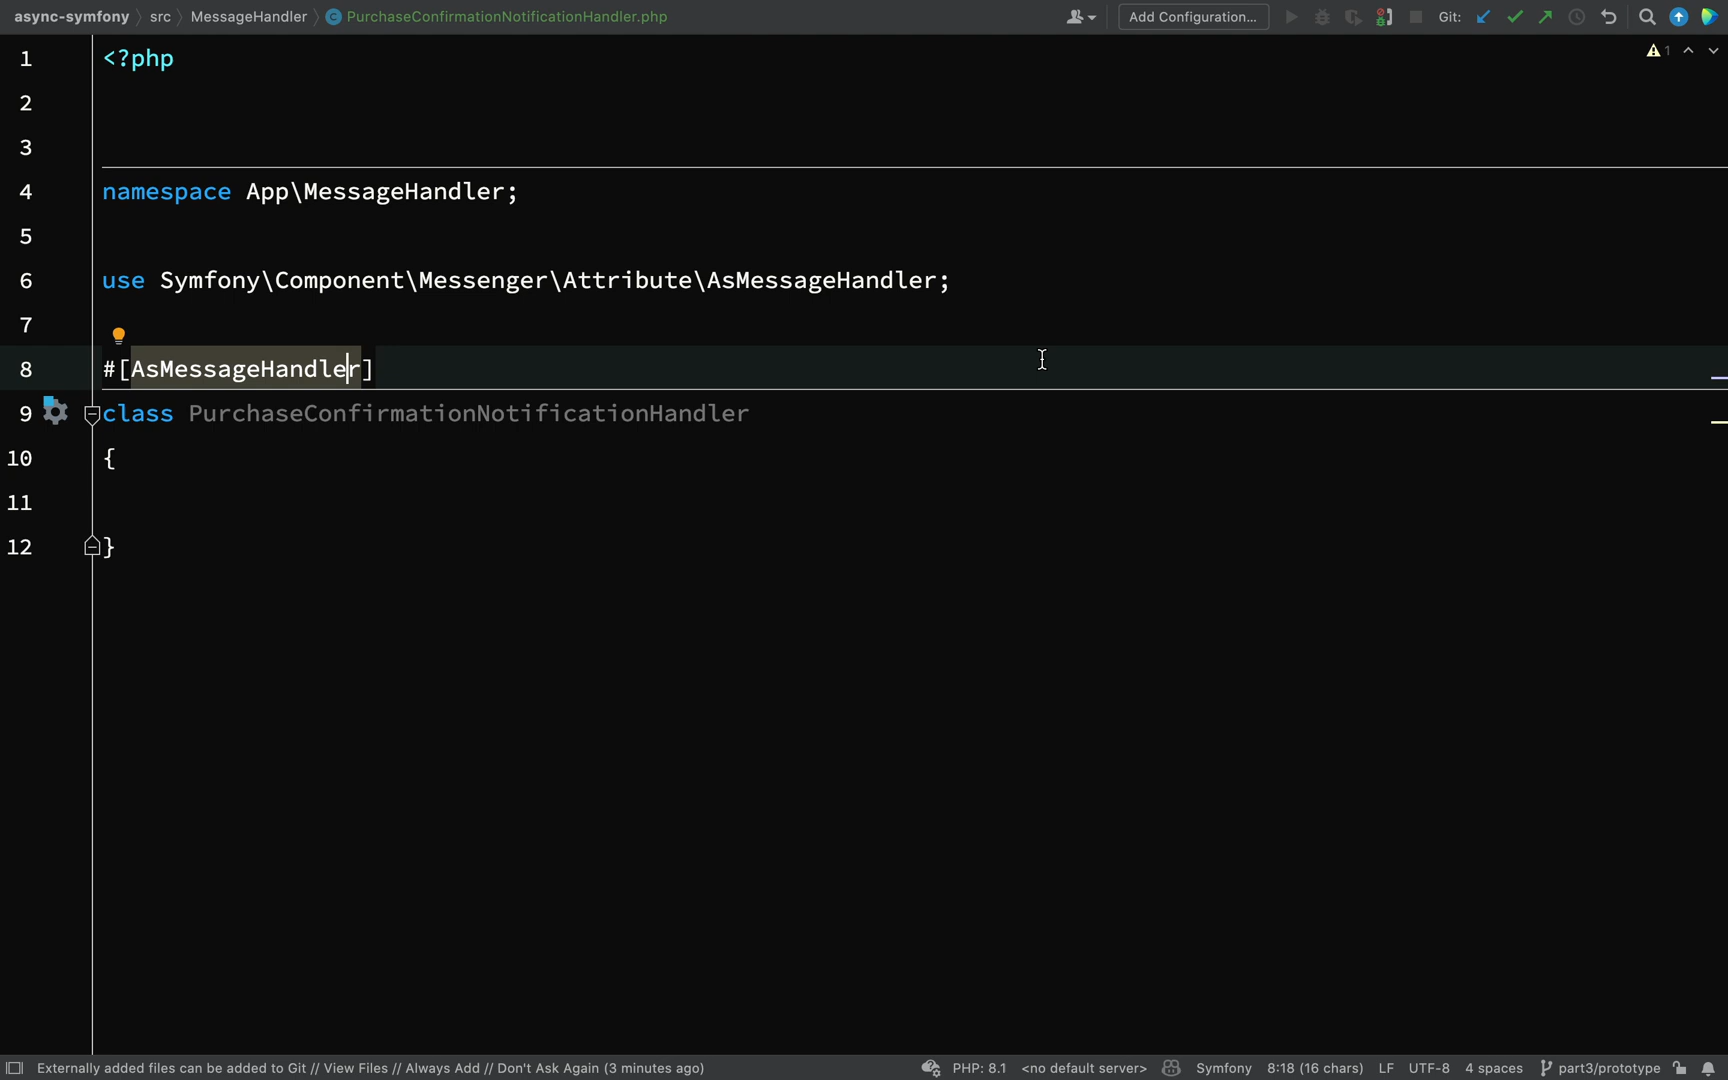 async-symfony src MessageHandler PurchaseConfirmationNotificationHandler.php Add Configuration... Git:
1 <?php 1
2
3
4 namespace App\MessageHandler;
5
6 use Symfony\Component\Messenger\Attribute\AsMessageHandler;
7
8 #[AsMessageHandler]
9 class PurchaseConfirmationNotificationHandler
10 {
11
12 }
Externally added files can be added to Git // View Files // Always Add // Don't Ask Again (3 minutes ago) PHP: 8.1 <no default server> Symfony 8:18 (16 chars) LF UTF-8 4 spaces part3/prototype